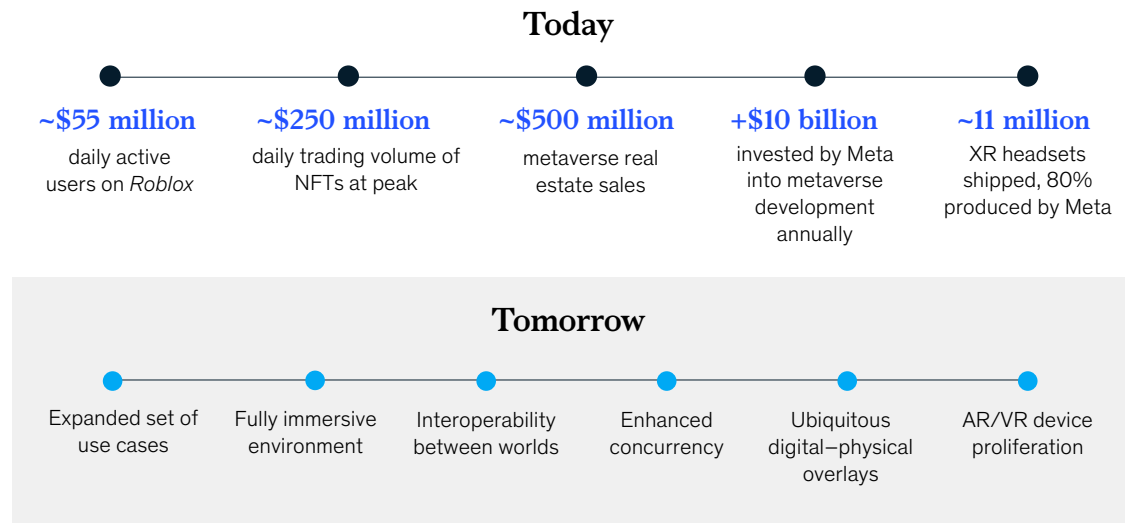 Today
~$55 million
daily active
users on Roblox
~$250 million
daily trading volume of
NFTs at peak
~$500 million
metaverse real
estate sales
+$10 billion
invested by Meta
into metaverse
development
annually
~11 million
XR headsets
shipped, 80%
produced by Meta
Tomorrow
Expanded set of
use cases
Fully immersive
environment
Interoperability
between worlds
Enhanced
concurrency
Ubiquitous
digital–physical
overlays
AR/VR device
proliferation